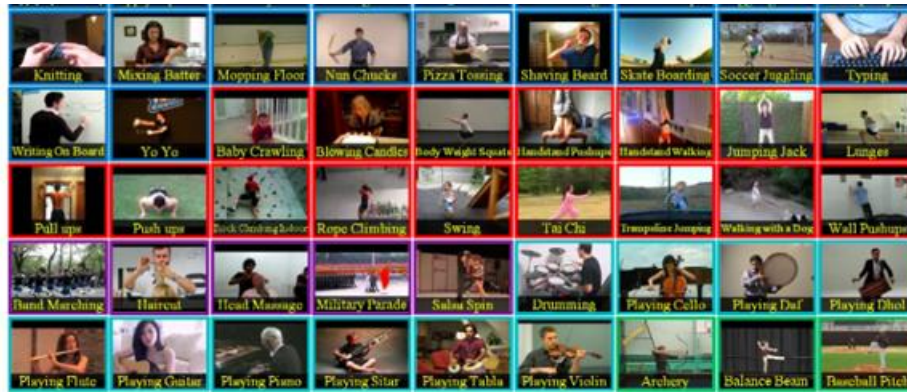 Knitting
Mixing Batter
Mopping Floor
Nun Chucks
Pizza Tossing
Shaving Beard
Skate Boarding
Soccer Juggling
Typing
Writing On Board
Yo Yo
Baby Crawling
Blowing Candles
Body Weight Squats
Handstand Pushups
Handstand Walking
Jumping Jack
Lunges
Pull ups
Push ups
Rock Climbing Indoor
Rope Climbing
Swing
Tai Chi
Trampoline Jumping
Walking with a Dog
Wall Pushups
Band Marching
Haircut
Head Massage
Military Parade
Salsa Spin
Drumming
Playing Cello
Playing Daf
Playing Dhol
Playing Flute
Playing Guitar
Playing Piano
Playing Sitar
Playing Tabla
Playing Violin
Archery
Balance Beam
Baseball Pitch